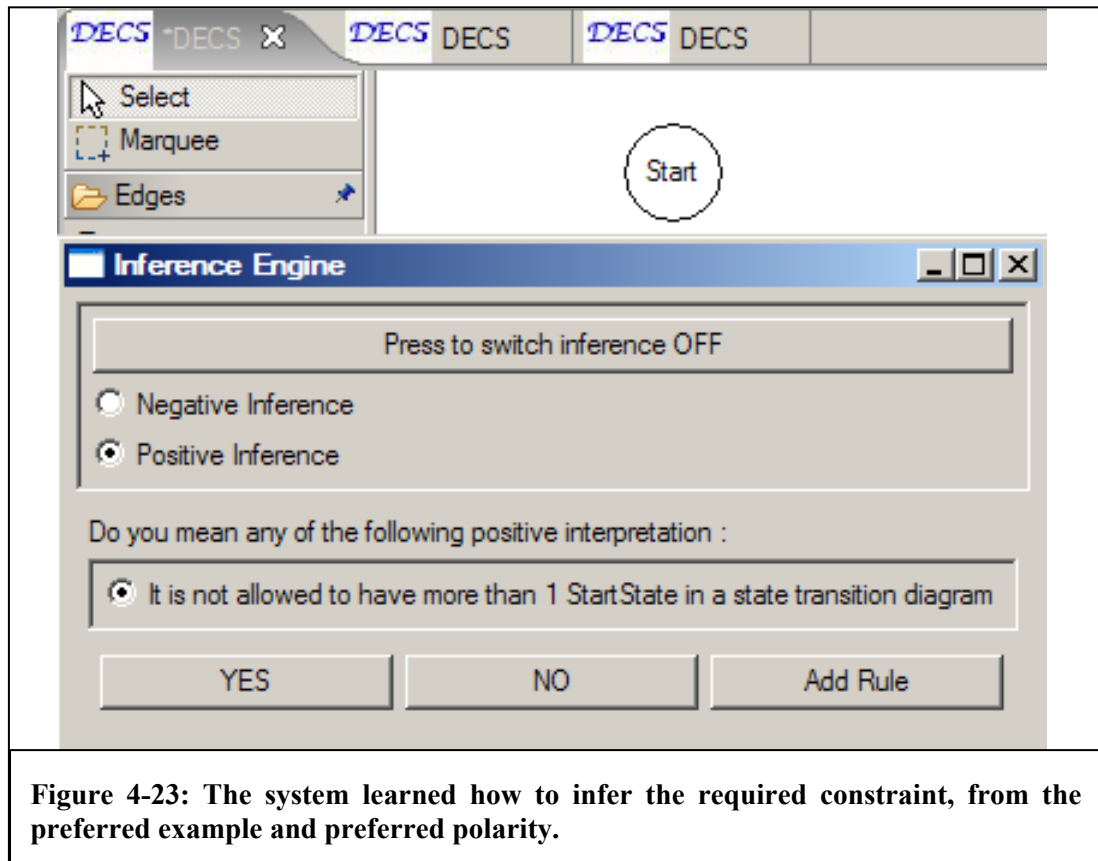 DECS *DECS DECS DECS DECS DECS
Select
Marquee
Start
Edges
Inference Engine
Press to switch inference OFF
Negative Inference
Positive Inference
Do you mean any of the following positive interpretation :
It is not allowed to have more than 1 StartState in a state transition diagram
YES NO Add Rule
Figure 4-23: The system learned how to infer the required constraint, from the
preferred example and preferred polarity.